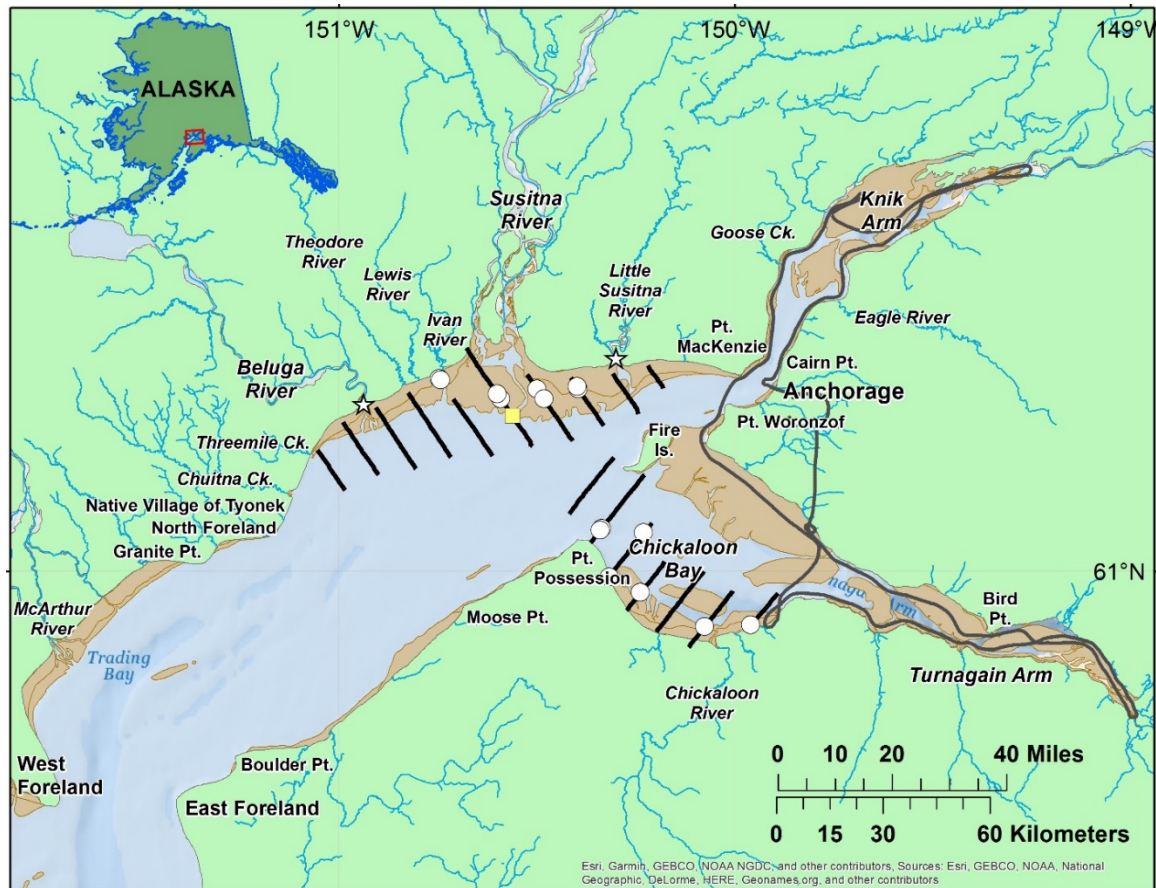 151°W
150°W
149°W
ALASKA
Susitna
River
Knik
Arm
Goose Ck.
Theodore
River
Lewis
River
Little
Susitna
River
Ivan
River
Eagle River
Pt.
MacKenzie
Beluga
River
Cairn Pt.
Anchorage
Threemile Ck.
Fire
Is.
Pt. Woronzof
Chuitna Ck.
Native Village of Tyonek
North Foreland
Granite Pt.
Pt.
Possession
Chickaloon
Bay
61°N
McArthur
River
Moose Pt.
nagain Arm
Bird
Pt.
Trading
Bay
Turnagain Arm
Chickaloon
River
West
Foreland
Boulder Pt.
East Foreland
0 10 20 40 Miles
0 15 30 60 Kilometers
Esri, Garmin, GEBCO, NOAA NGDC, and other contributors, Sources: Esri, GEBCO, NOAA, National
Geographic, DeLorme, HERE, Geonames.org, and other contributors